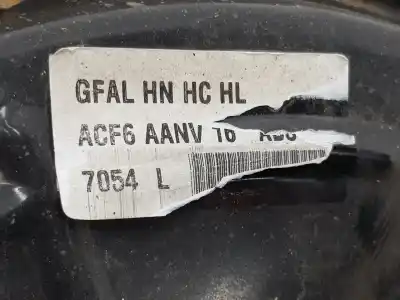 GFAL HN HC HL
ACF6 AANV 16
7054 L